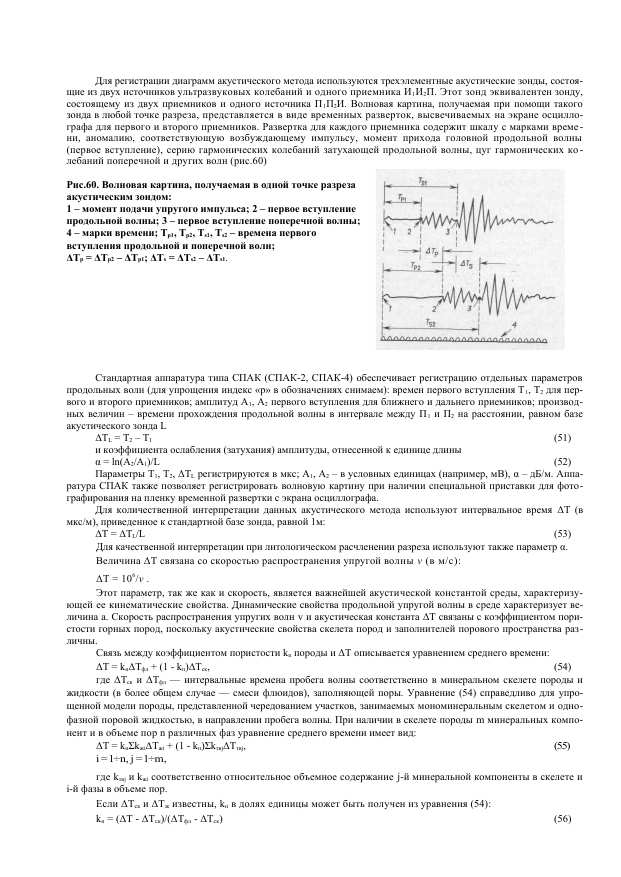 Для регистрации диаграмм акустического метода используются трехэлементные акустические зонды, состоя-
щие из двух источников ультразвуковых колебаний и одного приемника И₁И₂П. Этот зонд эквивалентен зонду,
состоящему из двух приемников и одного источника П₁П₂И. Волновая картина, получаемая при помощи такого
зонда в любой точке разреза, представляется в виде временных разверток, высвечиваемых на экране осцилло-
графа для первого и второго приемников. Развертка для каждого приемника содержит шкалу с марками време-
ни, аномалию, соответствующую возбуждающему импульсу, момент прихода головной продольной волны
(первое вступление), серию гармонических колебаний затухающей продольной волны, цуг гармонических ко-
лебаний поперечной и других волн (рис.60)
Рис.60. Волновая картина, получаемая в одной точке разреза
акустическим зондом:
1 – момент подачи упругого импульса; 2 – первое вступление
продольной волны; 3 – первое вступление поперечной волны;
4 – марки времени; Tр1, Tр2, Ts1, Ts2 – времена первого
вступления продольной и поперечной волн;
ΔTр = ΔTр2 – ΔTр1; ΔTs = ΔTs2 – ΔTs1.
TS1
TP1
1 2 3
ΔTp
ΔTS
TP2
1 2 3
TS2
4
Стандартная аппаратура типа СПАК (СПАК-2, СПАК-4) обеспечивает регистрацию отдельных параметров
продольных волн (для упрощения индекс «р» в обозначениях снимаем): времен первого вступления T₁, T₂ для пер-
вого и второго приемников; амплитуд А₁, А₂ первого вступления для ближнего и дальнего приемников; производ-
ных величин – времени прохождения продольной волны в интервале между П₁ и П₂ на расстоянии, равном базе
акустического зонда L
ΔTL = T₂ – T₁ (51)
и коэффициента ослабления (затухания) амплитуды, отнесенной к единице длины
α = ln(A₂/A₁)/L (52)
Параметры T₁, T₂, ΔTL регистрируются в мкс; А₁, А₂ – в условных единицах (например, мВ), α – дБ/м. Аппа-
ратура СПАК также позволяет регистрировать волновую картину при наличии специальной приставки для фото-
графирования на пленку временной развертки с экрана осциллографа.
Для количественной интерпретации данных акустического метода используют интервальное время ΔT (в
мкс/м), приведенное к стандартной базе зонда, равной 1м:
ΔT = ΔTL/L (53)
Для качественной интерпретации при литологическом расчленении разреза используют также параметр α.
Величина ΔT связана со скоростью распространения упругой волны v (в м/с):
ΔT = 10⁶/v .
Этот параметр, так же как и скорость, является важнейшей акустической константой среды, характеризу-
ющей ее кинематические свойства. Динамические свойства продольной упругой волны в среде характеризует ве-
личина а. Скорость распространения упругих волн v и акустическая константа ΔT связаны с коэффициентом пори-
стости горных пород, поскольку акустические свойства скелета пород и заполнителей порового пространства раз-
личны.
Связь между коэффициентом пористости kп породы и ΔT описывается уравнением среднего времени:
ΔT = kпΔTфл + (1 - kп)ΔTск, (54)
где ΔTск и ΔTфл — интервальные времена пробега волны соответственно в минеральном скелете породы и
жидкости (в более общем случае — смеси флюидов), заполняющей поры. Уравнение (54) справедливо для упро-
щенной модели породы, представленной чередованием участков, занимаемых мономинеральным скелетом и одно-
фазной поровой жидкостью, в направлении пробега волны. При наличии в скелете породы m минеральных компо-
нент и в объеме пор n различных фаз уравнение среднего времени имеет вид:
ΔT = kпΣkжiΔTжi + (1 - kп)ΣkтвjΔTтвj, (55)
i = 1÷n, j = 1÷m,
где kтвj и kжi соответственно относительное объемное содержание j-й минеральной компоненты в скелете и
i-й фазы в объеме пор.
Если ΔTск и ΔTж известны, kп в долях единицы может быть получен из уравнения (54):
kп = (ΔT - ΔTск)/(ΔTфл - ΔTск) (56)